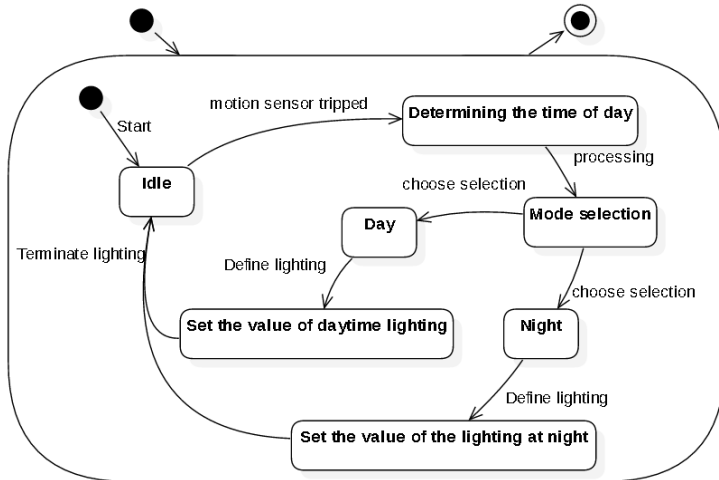 motion sensor tripped
Determining the time of day
Start
processing
Idle
choose selection
Mode selection
Day
Terminate lighting
Define lighting
choose selection
Set the value of daytime lighting
Night
Define lighting
Set the value of the lighting at night